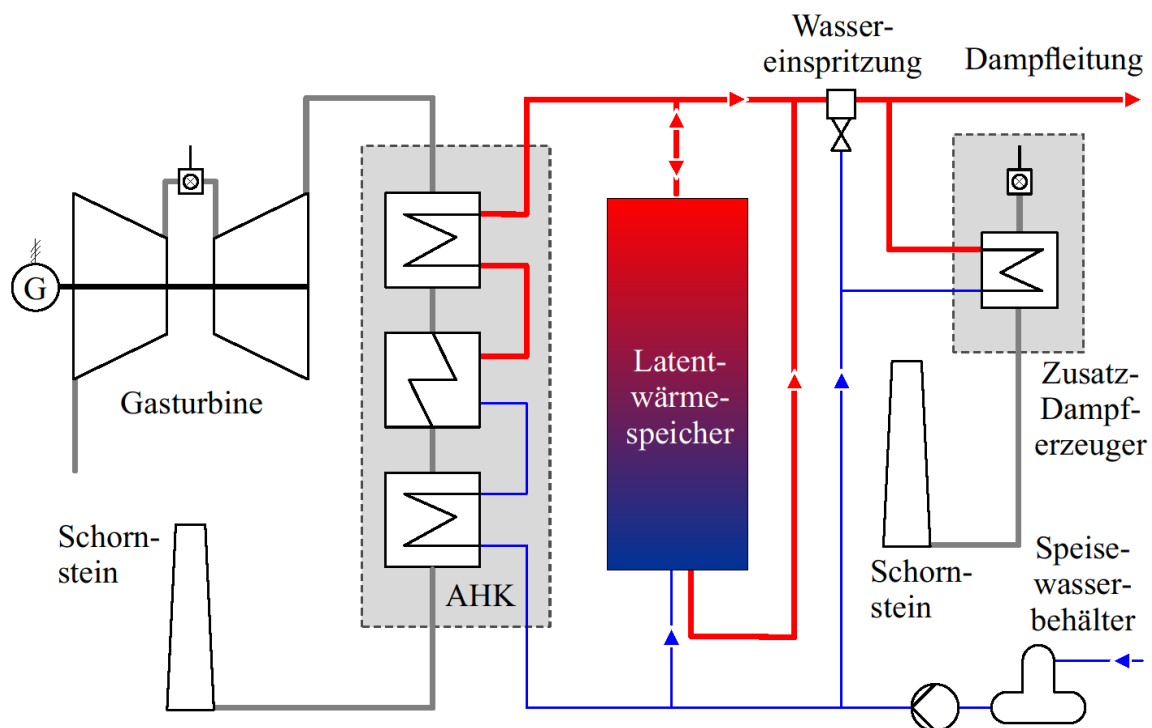 Wasser-
einspritzung
Dampfleitung
G
Gasturbine
Latent-
wärme-
speicher
Zusatz-
Dampf-
erzeuger
Schorn-
stein
AHK
Schorn-
stein
Speise-
wasser-
behälter